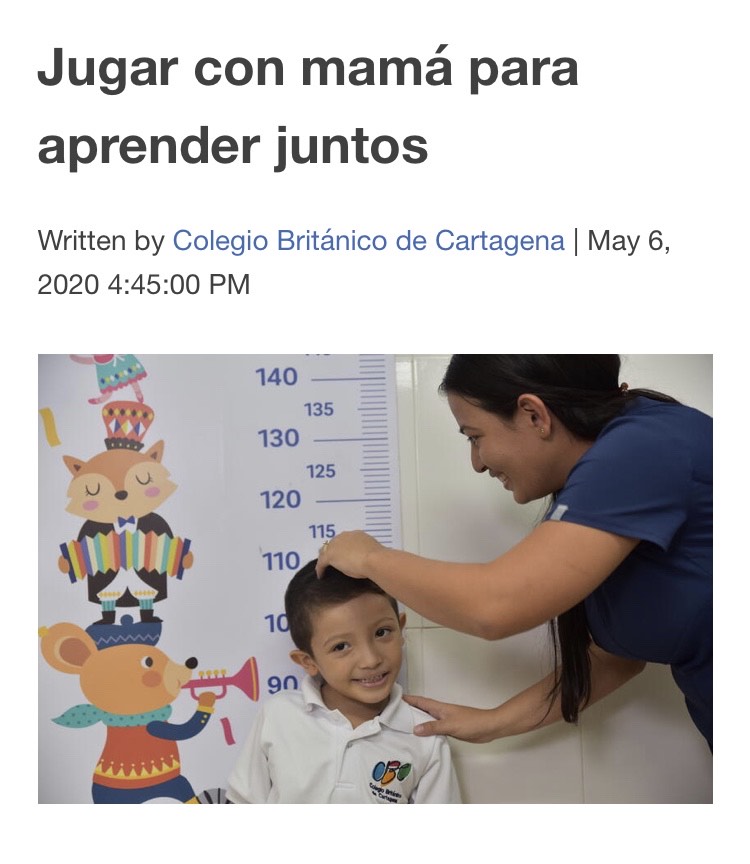 Jugar con mamá para
aprender juntos
Written by Colegio Británico de Cartagena | May 6,
2020 4:45:00 PM
140
135
130
125
120
115
110
10
90
Colegio Británico
de Cartagena